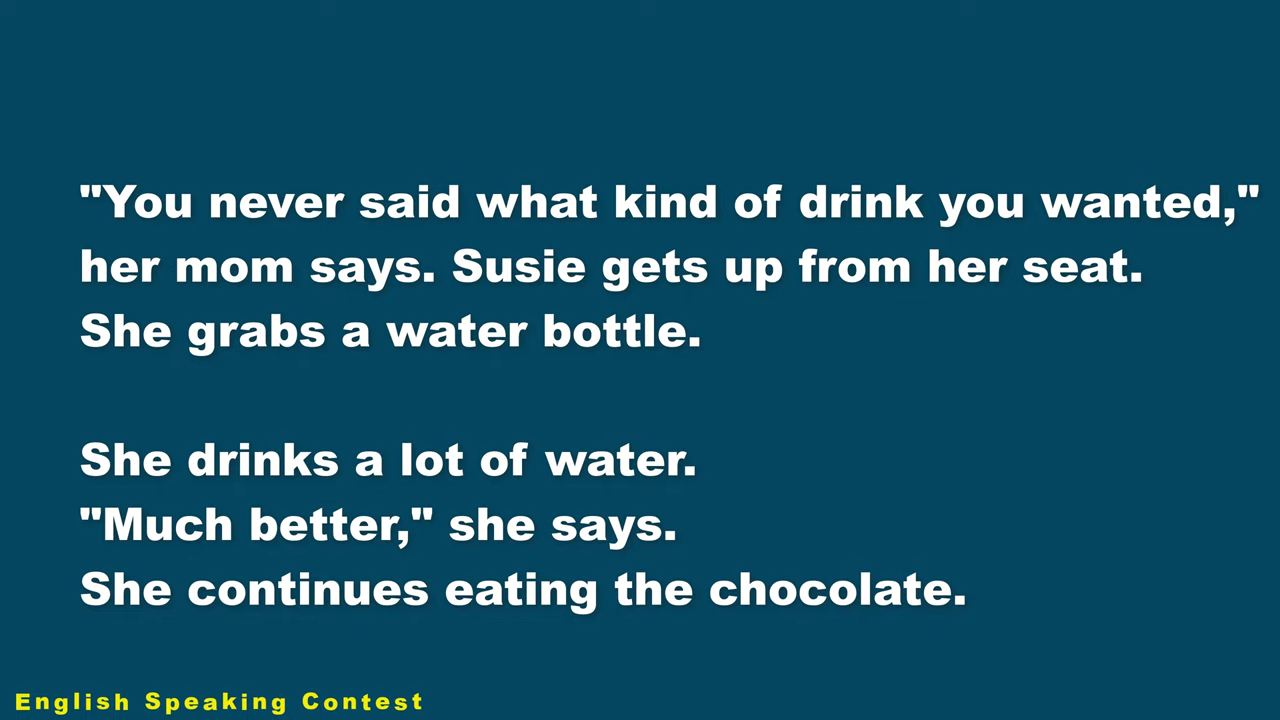 "You never said what kind of drink you wanted,"
her mom says. Susie gets up from her seat.
She grabs a water bottle.
She drinks a lot of water.
"Much better," she says.
She continues eating the chocolate.
English Speaking Contest